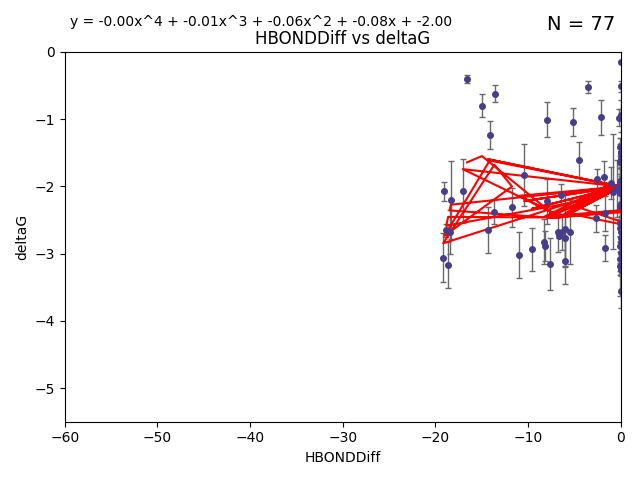 y = -0.00x^4 + -0.01x^3 + -0.06x^2 + -0.08x + -2.00
N = 77
HBONDDiff vs deltaG
0
−1
−2
−3
−4
−5
deltaG
−60 −50 −40 −30 −20 −10 0
HBONDDiff